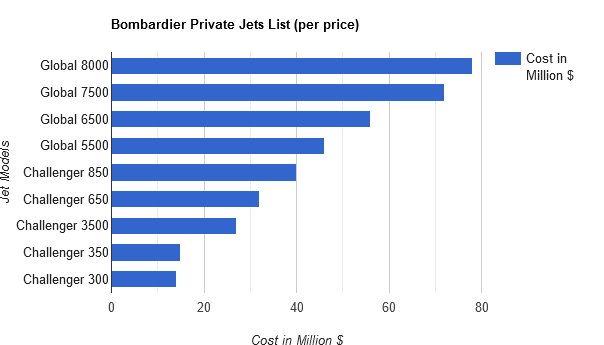 Bombardier Private Jets List (per price)
Global 8000
Global 7500
Global 6500
Global 5500
Challenger 850
Challenger 650
Challenger 3500
Challenger 350
Challenger 300
Jet Models
0 20 40 60 80
Cost in Million $
Cost in
Million $